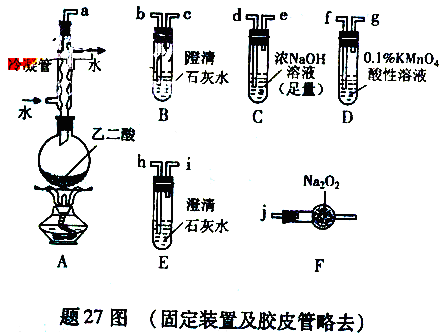 a
b c
d e
f g
水
冷凝管
水
乙二酸
澄清
石灰水
浓NaOH
溶液
(足量)
0.1%KMnO₄
酸性溶液
B
C
D
h i
澄清
石灰水
Na₂O₂
j
A
E
F
题27图 (固定装置及胶皮管略去)